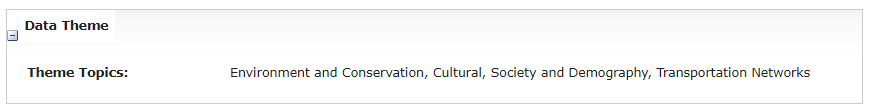 Data Theme
Theme Topics: Environment and Conservation, Cultural, Society and Demography, Transportation Networks